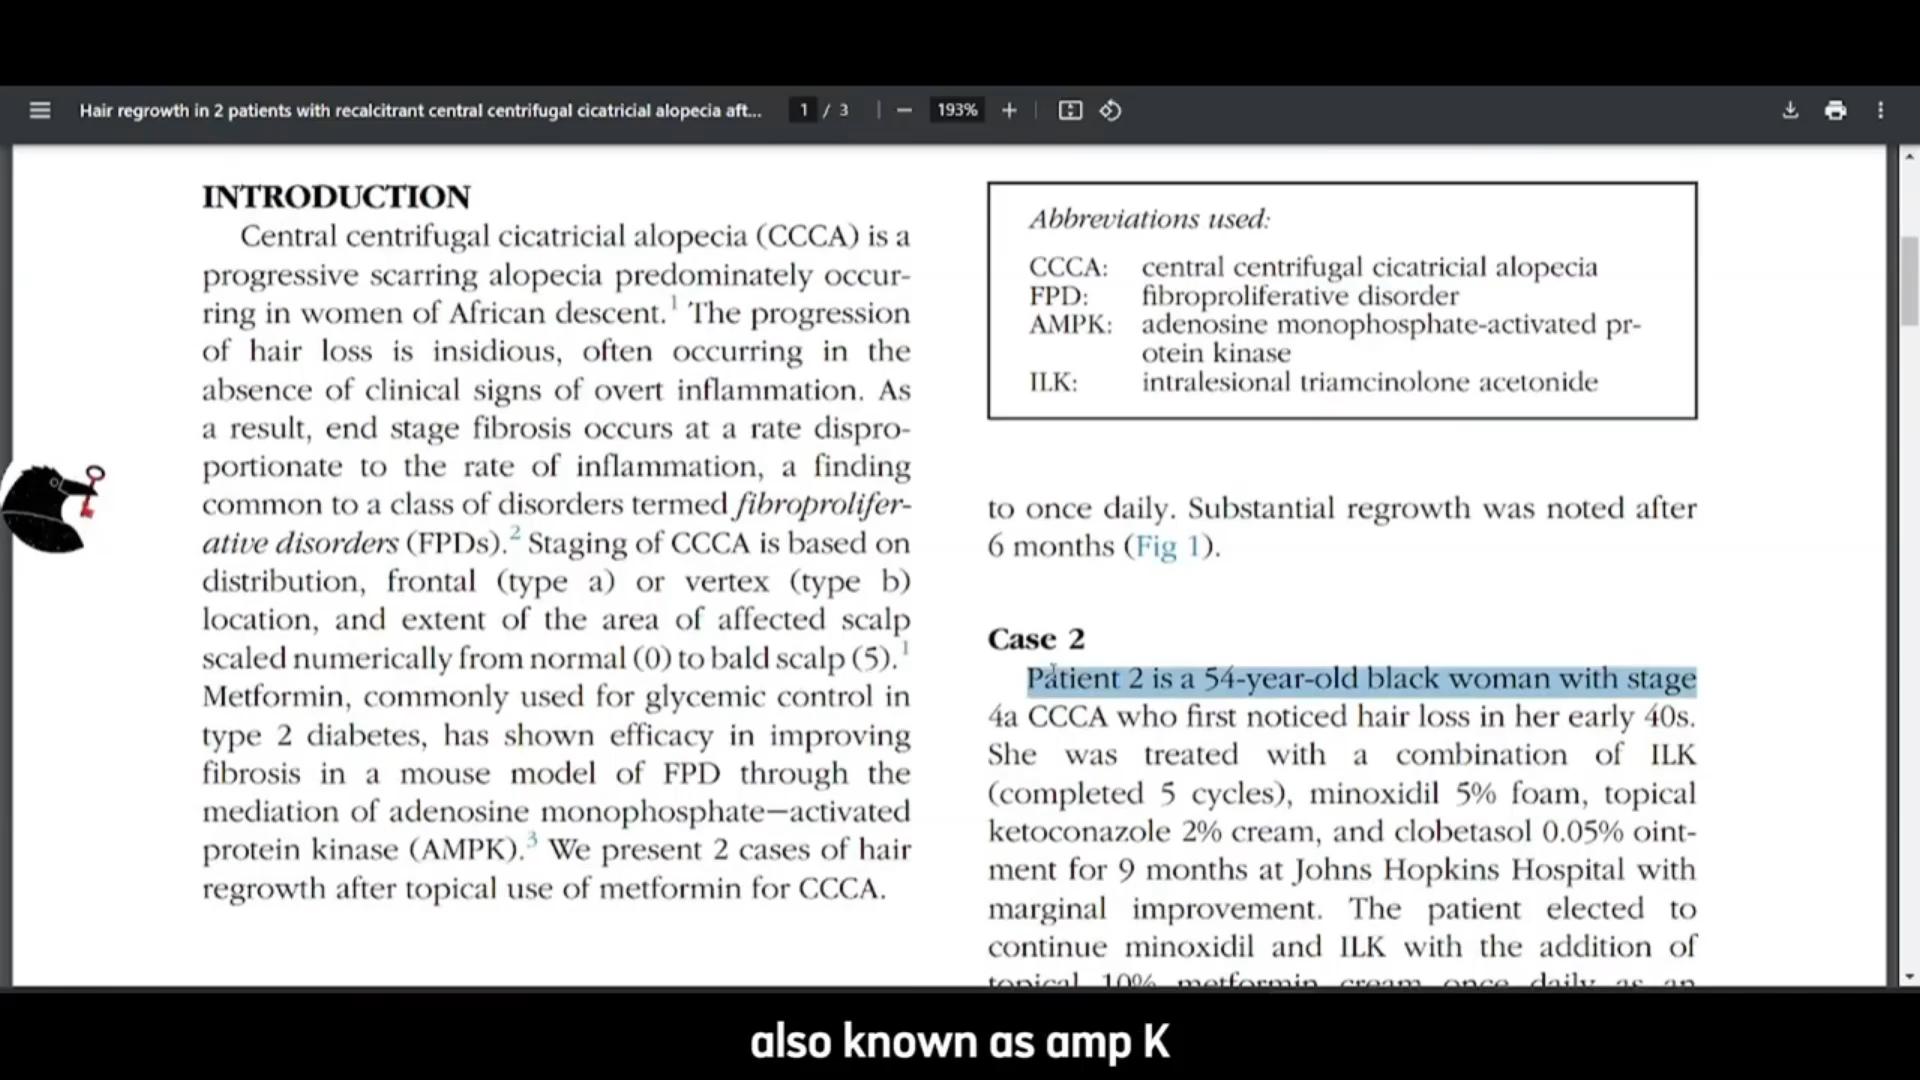 Hair regrowth in 2 patients with recalcitrant central centrifugal cicatricial alopecia aft...
1 / 3
193%
INTRODUCTION
Central centrifugal cicatricial alopecia (CCCA) is a
progressive scarring alopecia predominately occur-
ring in women of African descent.1 The progression
of hair loss is insidious, often occurring in the
absence of clinical signs of overt inflammation. As
a result, end stage fibrosis occurs at a rate dispro-
portionate to the rate of inflammation, a finding
common to a class of disorders termed fibroprolifer-
ative disorders (FPDs).2 Staging of CCCA is based on
distribution, frontal (type a) or vertex (type b)
location, and extent of the area of affected scalp
scaled numerically from normal (0) to bald scalp (5).1
Metformin, commonly used for glycemic control in
type 2 diabetes, has shown efficacy in improving
fibrosis in a mouse model of FPD through the
mediation of adenosine monophosphate–activated
protein kinase (AMPK).3 We present 2 cases of hair
regrowth after topical use of metformin for CCCA.
Abbreviations used:
CCCA: central centrifugal cicatricial alopecia
FPD: fibroproliferative disorder
AMPK: adenosine monophosphate-activated pr-
otein kinase
ILK: intralesional triamcinolone acetonide
to once daily. Substantial regrowth was noted after
6 months (Fig 1).
Case 2
Patient 2 is a 54-year-old black woman with stage
4a CCCA who first noticed hair loss in her early 40s.
She was treated with a combination of ILK
(completed 5 cycles), minoxidil 5% foam, topical
ketoconazole 2% cream, and clobetasol 0.05% oint-
ment for 9 months at Johns Hopkins Hospital with
marginal improvement. The patient elected to
continue minoxidil and ILK with the addition of
topical 10% metformin cream once daily as an
also known as amp K